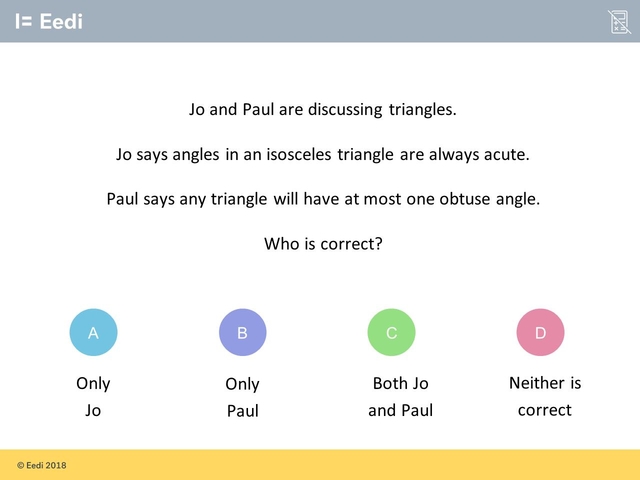 Eedi
Jo and Paul are discussing triangles.
Jo says angles in an isosceles triangle are always acute.
Paul says any triangle will have at most one obtuse angle.
Who is correct?
A
B
C
D
Only
Jo
Only
Paul
Both Jo
and Paul
Neither is
correct
© Eedi 2018